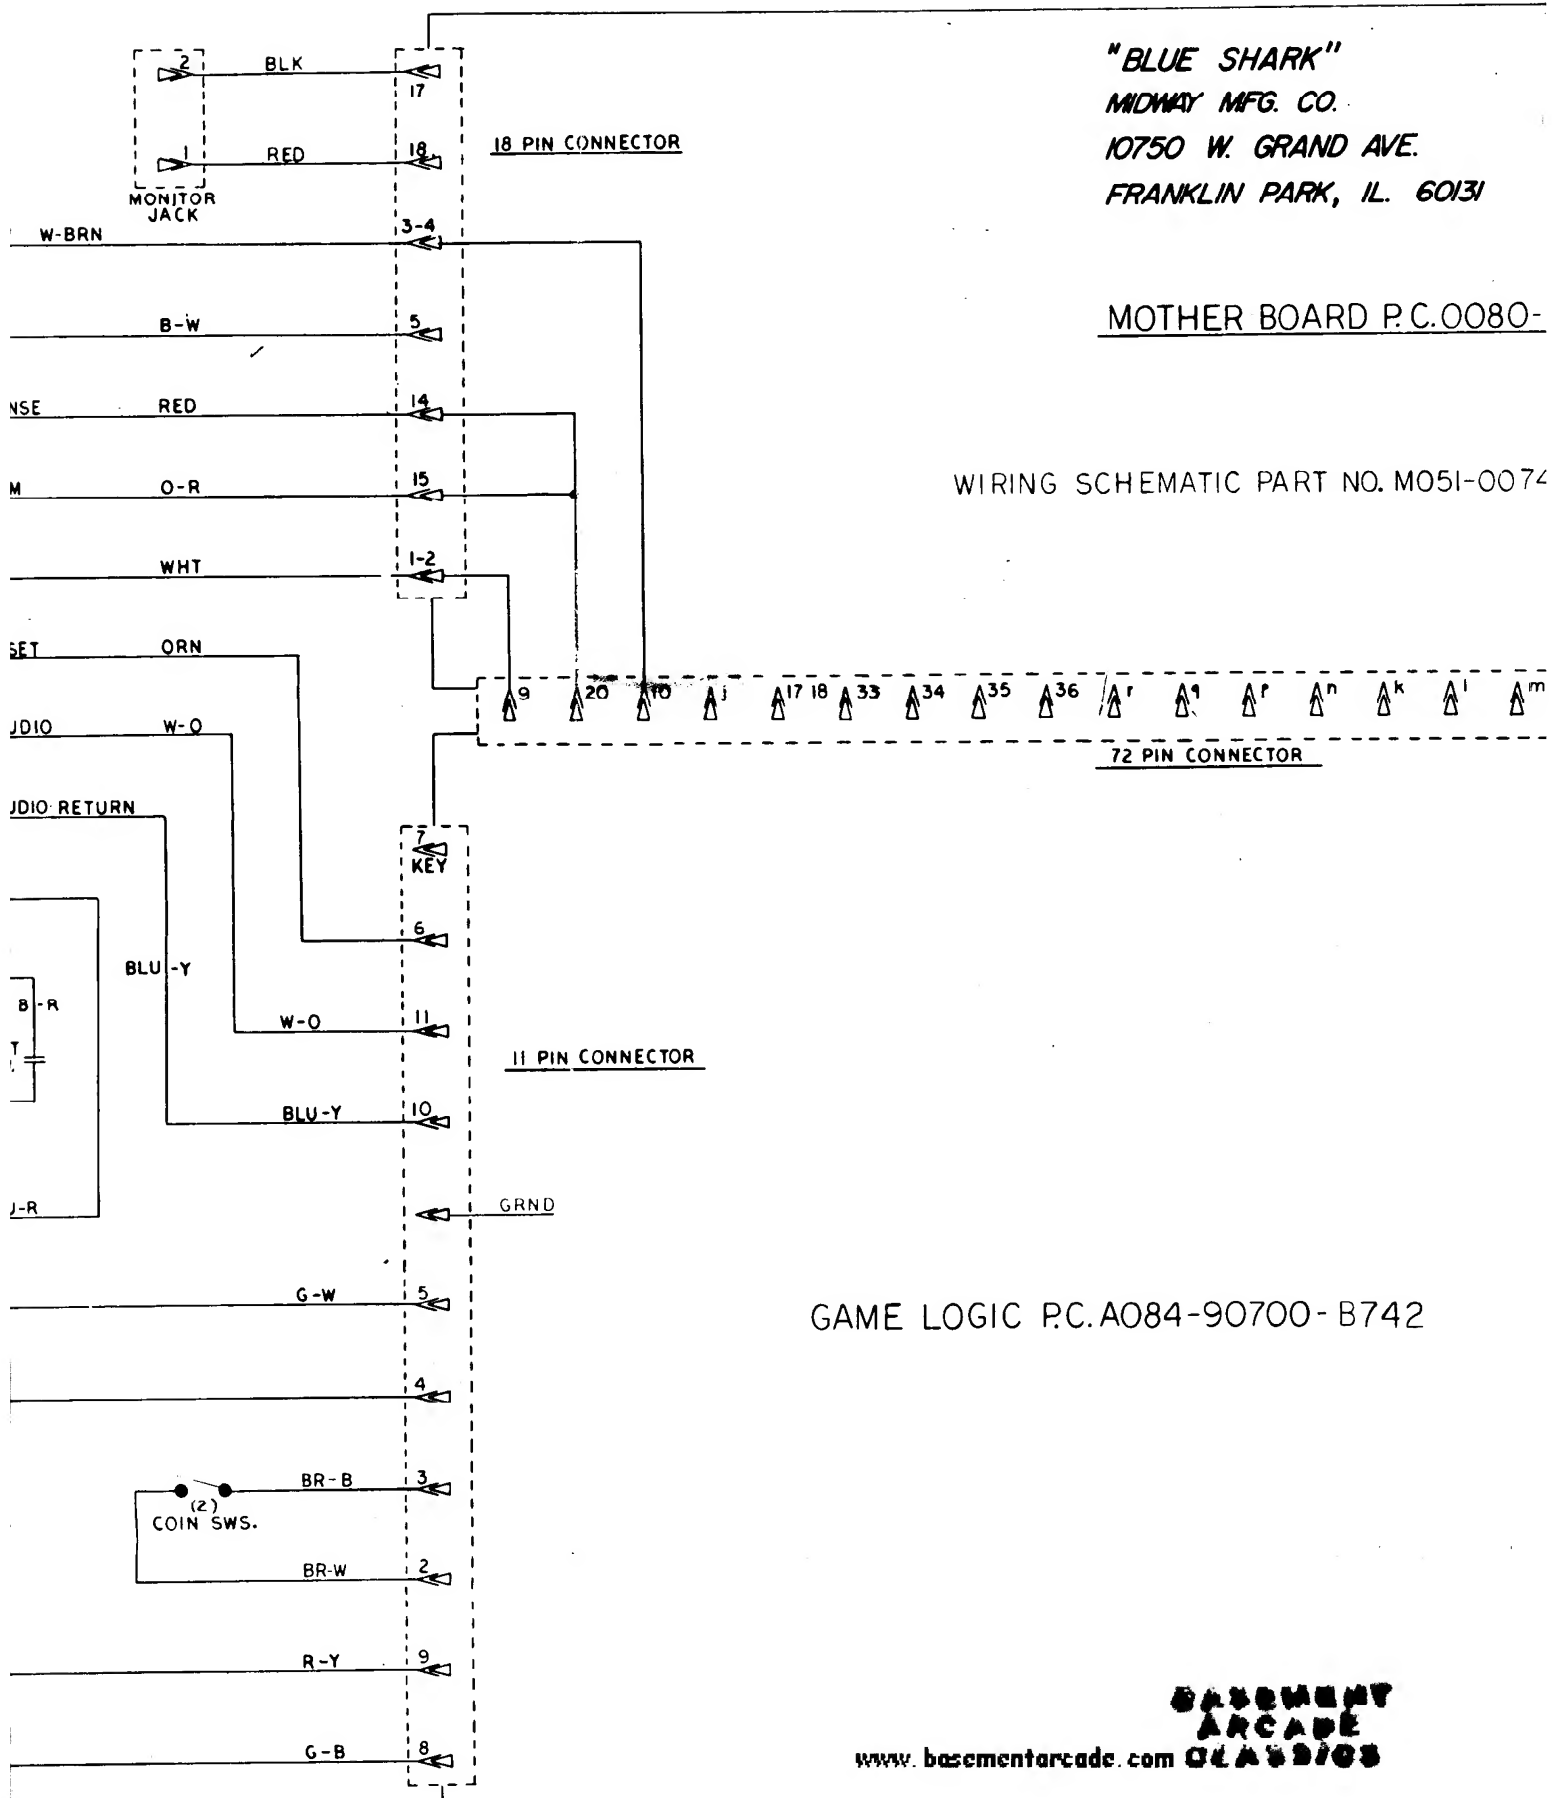 "BLUE SHARK"
MIDWAY MFG. CO.
10750 W. GRAND AVE.
FRANKLIN PARK, IL. 60131
MOTHER BOARD P.C. 0080-
WIRING SCHEMATIC PART NO. M051-0074
2
BLK
17
18 PIN CONNECTOR
1
RED
18
MONITOR
JACK
W-BRN
3-4
B-W
5
NSE
RED
14
M
O-R
15
WHT
1-2
SET
ORN
9
20
10
j
17 18
33
34
35
36
r
q
P
n
k
l
m
72 PIN CONNECTOR
UDIO
W-O
UDIO RETURN
7
KEY
6
BLU-Y
B-R
T
W-O
11
11 PIN CONNECTOR
BLU-Y
10
U-R
GRND
G-W
5
GAME LOGIC P.C. A084-90700-B742
4
BR-B
3
(2)
COIN SWS.
BR-W
2
R-Y
9
G-B
8
BASEMENT
ARCADE
www.basementarcade.com CLASSICS